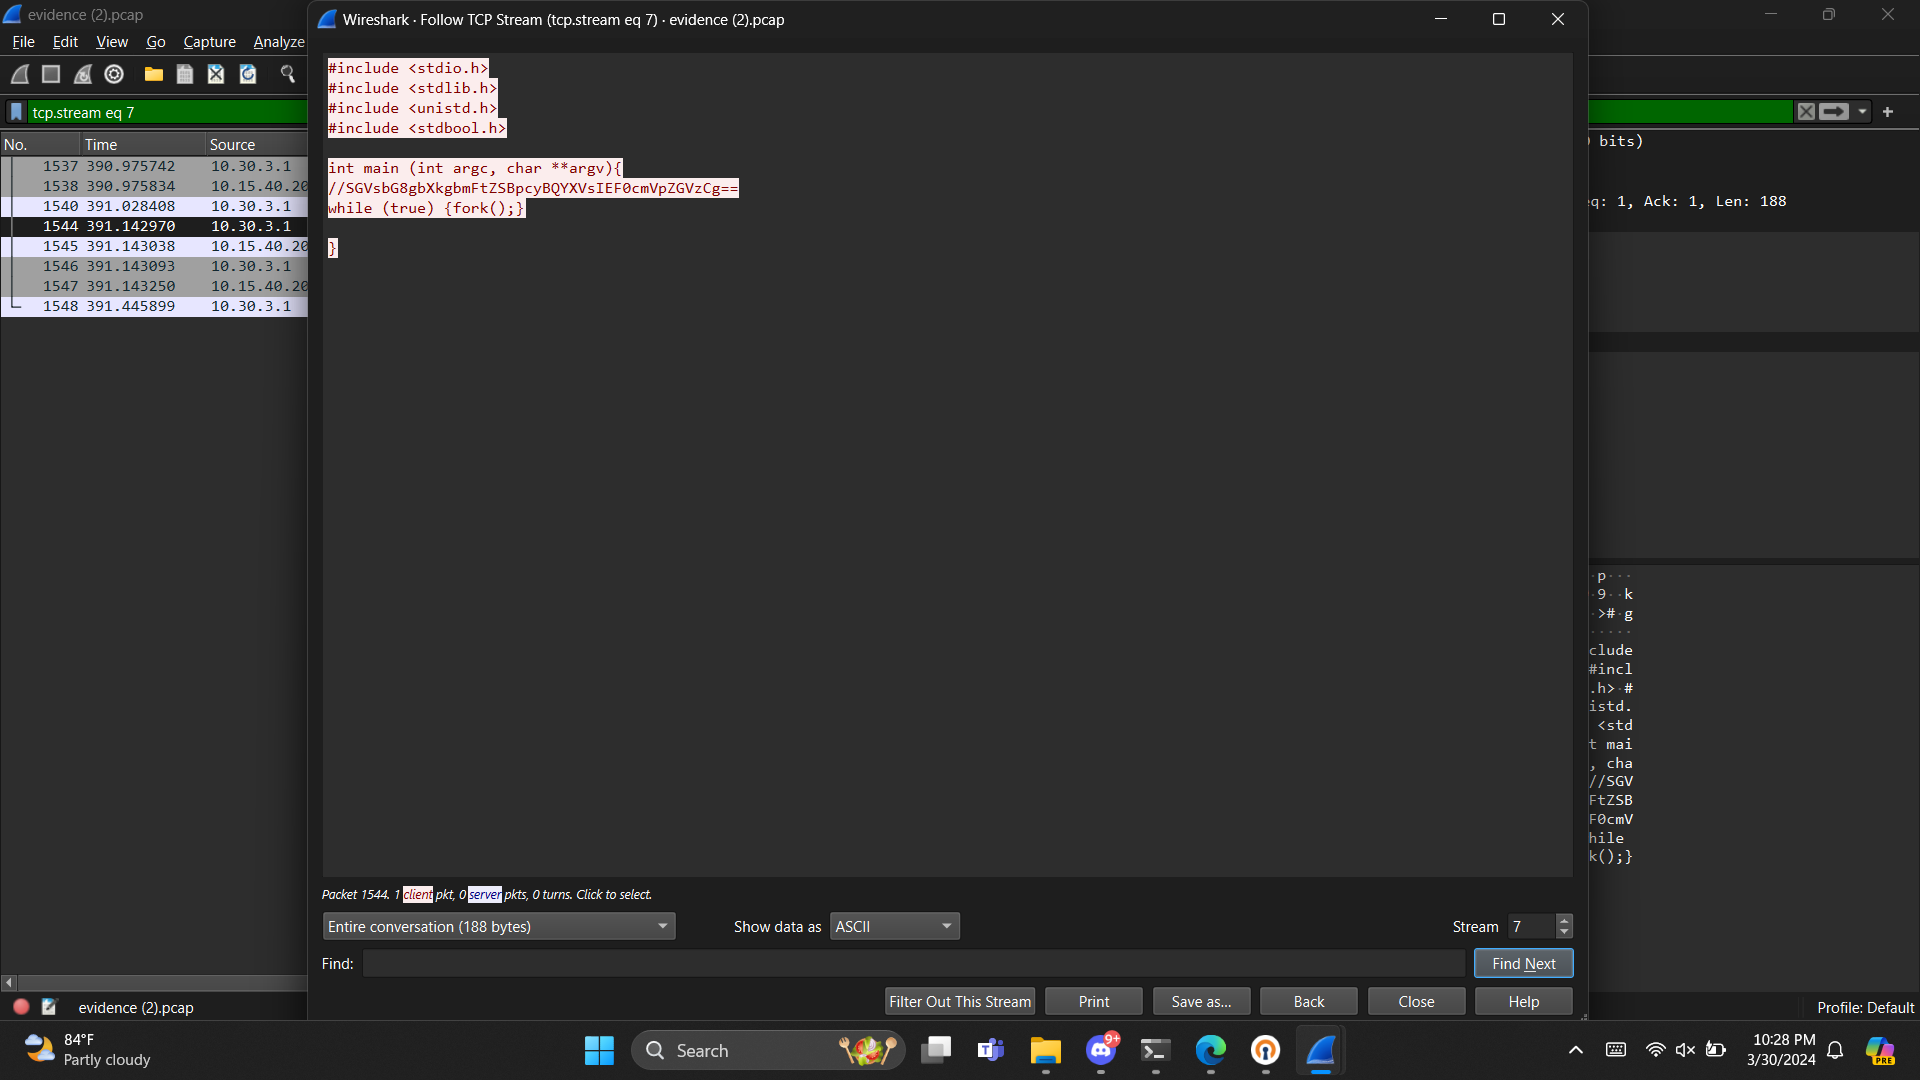 evidence (2).pcap
File Edit View Go Capture Analyze
tcp.stream eq 7
No. Time Source
1537 390.975742 10.30.3.1
1538 390.975834 10.15.40.20
1540 391.028408 10.30.3.1
1544 391.142970 10.30.3.1
1545 391.143038 10.15.40.20
1546 391.143093 10.30.3.1
1547 391.143250 10.15.40.20
1548 391.445899 10.30.3.1
Wireshark · Follow TCP Stream (tcp.stream eq 7) · evidence (2).pcap
#include <stdio.h>
#include <stdlib.h>
#include <unistd.h>
#include <stdbool.h>
int main (int argc, char **argv){
//SGVsbG8gbXkgbmFtZSBpcyBQYXVsIEF0cmVpZGVzCg==
while (true) {fork();}
}
Packet 1544. 1 client pkt, 0 server pkts, 0 turns. Click to select.
Entire conversation (188 bytes) Show data as ASCII Stream 7
Find: Find Next
Filter Out This Stream Print Save as... Back Close Help
bits)
eq: 1, Ack: 1, Len: 188
·p···
·9··k
·>#·g
·····
clude
#incl
.h>·#
istd.
<std
t mai
, cha
//SGV
FtZSB
F0cmV
hile
k();}
evidence (2).pcap Profile: Default
84°F
Partly cloudy
Search
9+
10:28 PM
3/30/2024
PRE